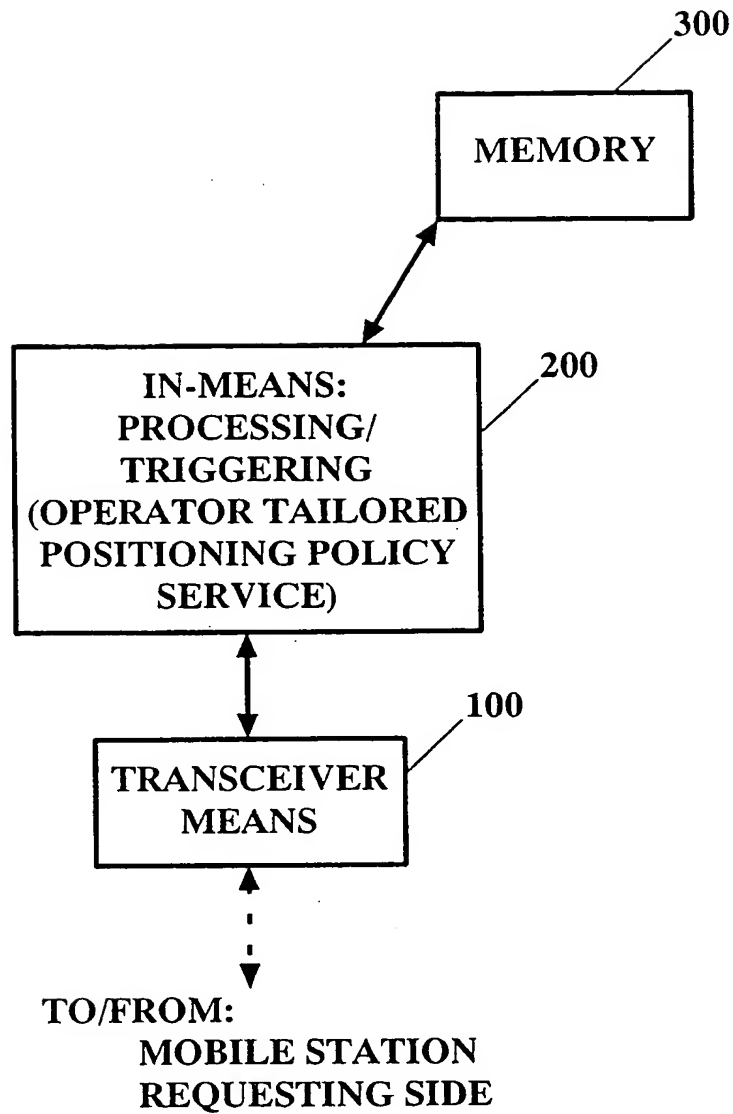 300
MEMORY
IN-MEANS:
PROCESSING/
TRIGGERING
(OPERATOR TAILORED
POSITIONING POLICY
SERVICE)
200
100
TRANSCEIVER
MEANS
TO/FROM:
MOBILE STATION
REQUESTING SIDE